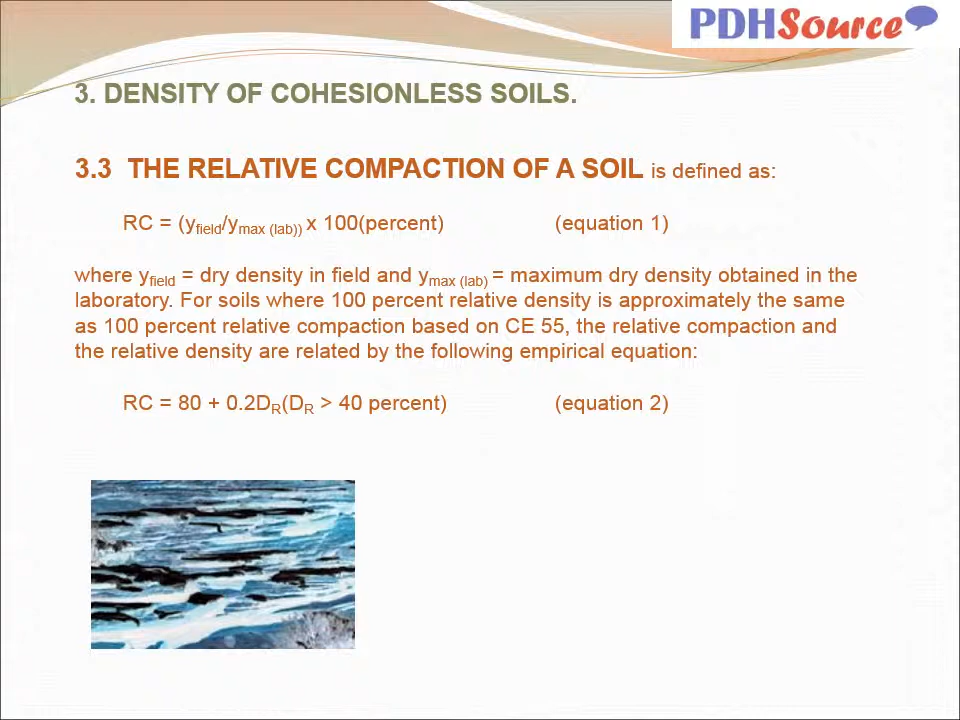 PDHSource
3. DENSITY OF COHESIONLESS SOILS.
3.3 THE RELATIVE COMPACTION OF A SOIL is defined as:
RC = (yfield/ymax (lab)) x 100(percent) (equation 1)
where yfield = dry density in field and ymax (lab) = maximum dry density obtained in the
laboratory. For soils where 100 percent relative density is approximately the same
as 100 percent relative compaction based on CE 55, the relative compaction and
the relative density are related by the following empirical equation:
RC = 80 + 0.2DR(DR > 40 percent) (equation 2)